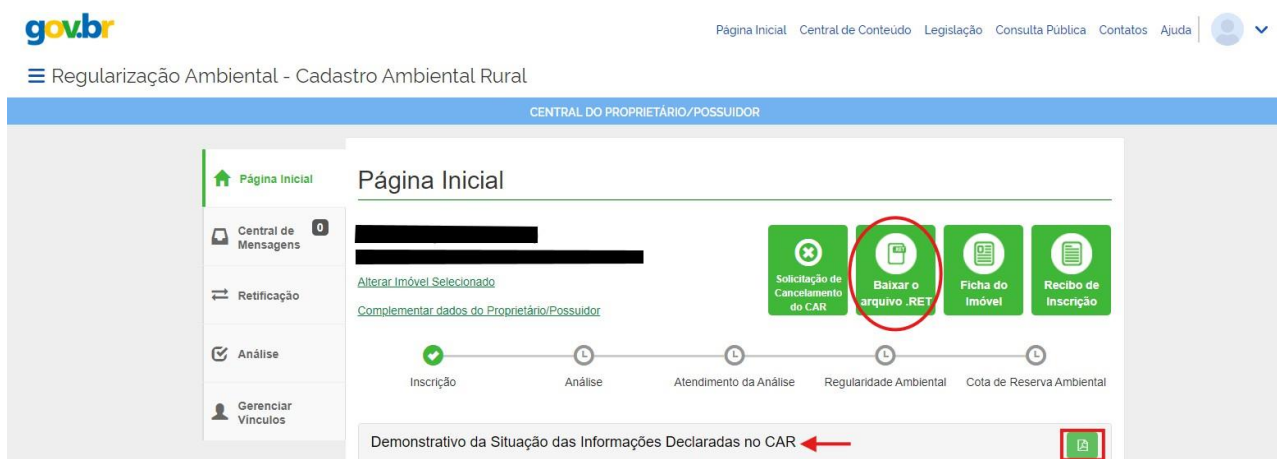 gov.br
Página Inicial Central de Conteúdo Legislação Consulta Pública Contatos Ajuda
Regularização Ambiental - Cadastro Ambiental Rural
CENTRAL DO PROPRIETÁRIO/POSSUIDOR
Página Inicial
Central de
Mensagens
0
Retificação
Análise
Gerenciar
Vínculos
Página Inicial
Alterar Imóvel Selecionado
Complementar dados do Proprietário/Possuidor
Solicitação de
Cancelamento
do CAR
Baixar o
arquivo .RET
Ficha do
Imóvel
Recibo de
Inscrição
Inscrição
Análise
Atendimento da Análise
Regularidade Ambiental
Cota de Reserva Ambiental
Demonstrativo da Situação das Informações Declaradas no CAR